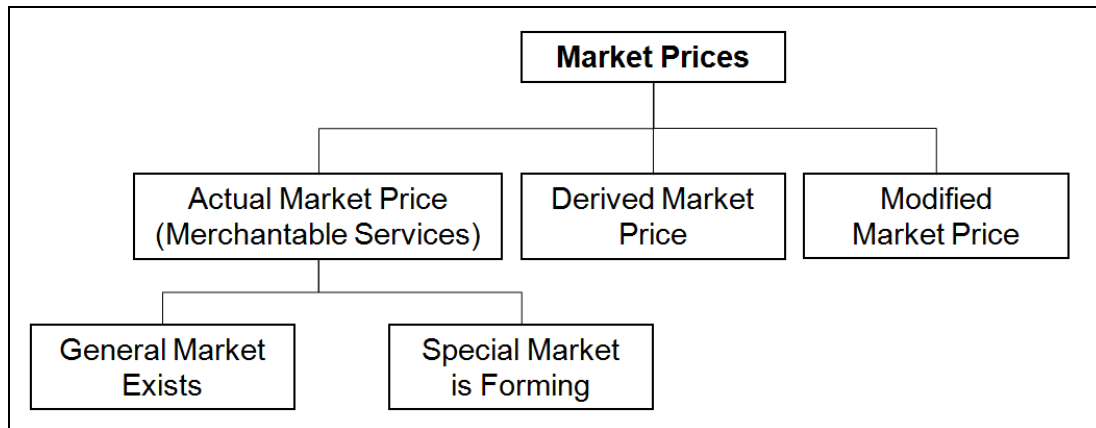 Market Prices
Actual Market Price
(Merchantable Services)
Derived Market
Price
Modified
Market Price
General Market
Exists
Special Market
is Forming